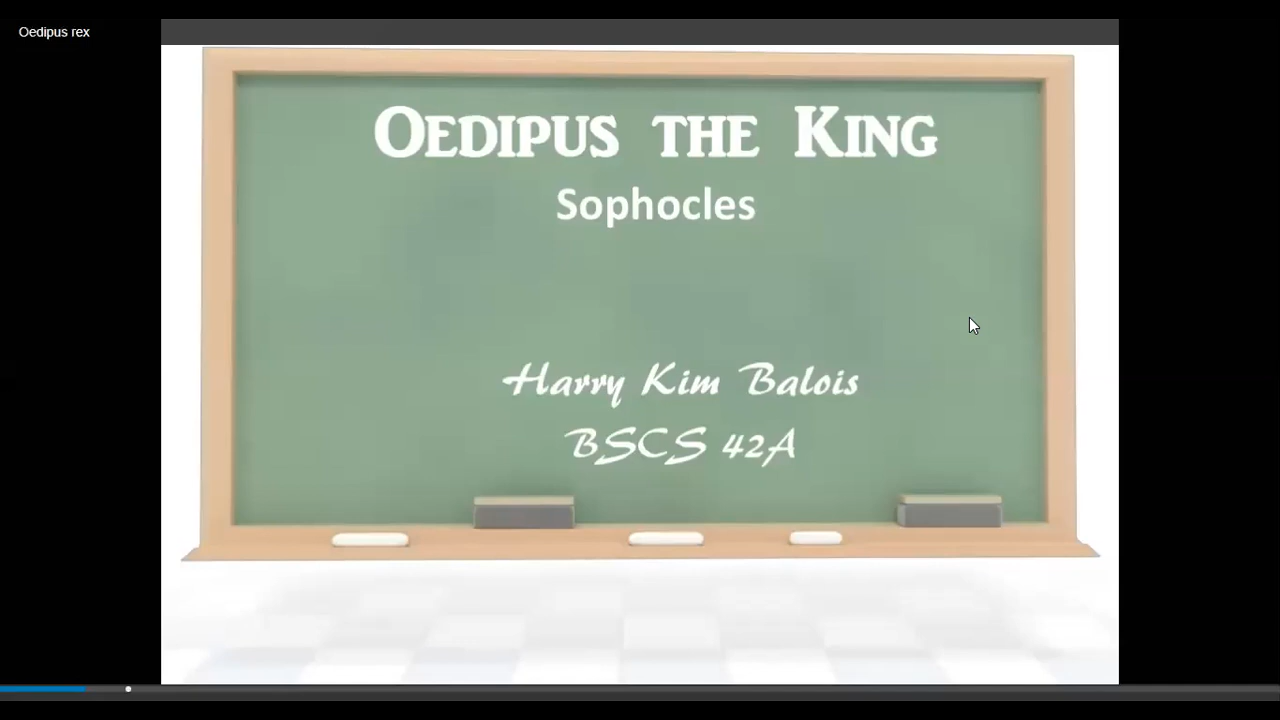 Oedipus rex
OEDIPUS THE KING
Sophocles
Harry Kim Balois
BSCS 42A